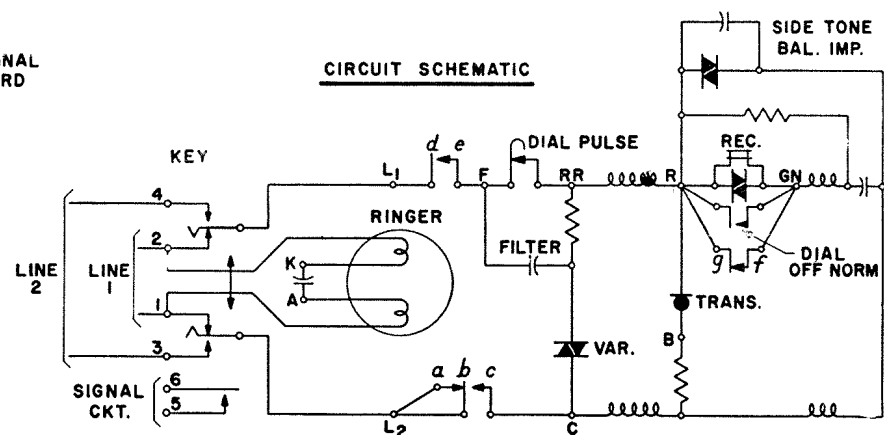 GNAL
RD
CIRCUIT SCHEMATIC
SIDE TONE
BAL. IMP.
KEY
d e
DIAL PULSE
REC.
L1
F
RR
R
GN
4
RINGER
2
FILTER
K
DIAL
OFF NORM
g f
LINE
2
LINE
1
A
TRANS.
1
B
VAR.
3
a b c
SIGNAL
CKT.
6
5
L2
C